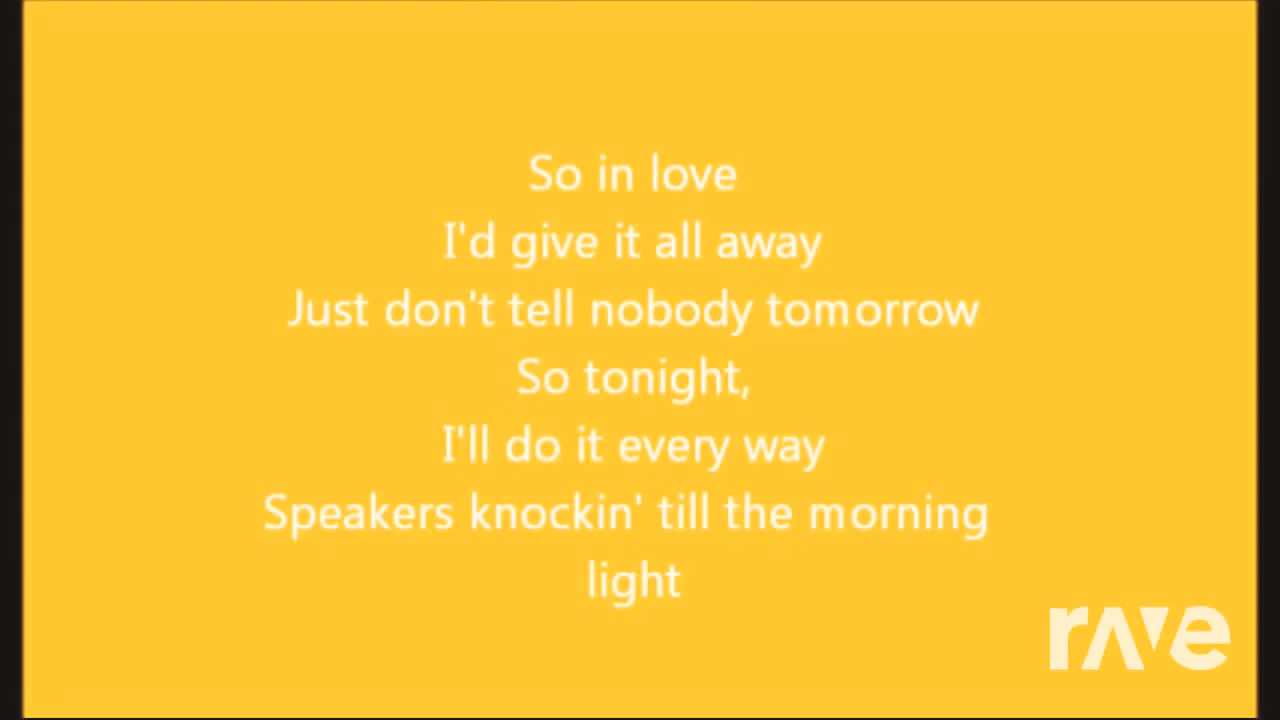 So in love
I'd give it all away
Just don't tell nobody tomorrow
So tonight,
I'll do it every way
Speakers knockin' till the morning
light
rave